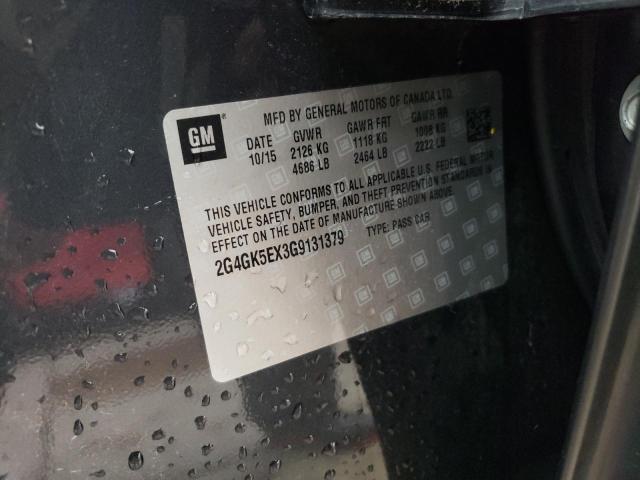 MFD BY GENERAL MOTORS OF CANADA LTD.
GM
DATE GVWR GAWR FRT GAWR RR
10/15 2126 KG 1118 KG 1008 KG
4686 LB 2464 LB 2222 LB
THIS VEHICLE CONFORMS TO ALL APPLICABLE U.S. FEDERAL MOTOR
VEHICLE SAFETY, BUMPER, AND THEFT PREVENTION STANDARDS IN
EFFECT ON THE DATE OF MANUFACTURE SHOWN ABOVE.
2G4GK5EX3G9131379 TYPE: PASS CAR